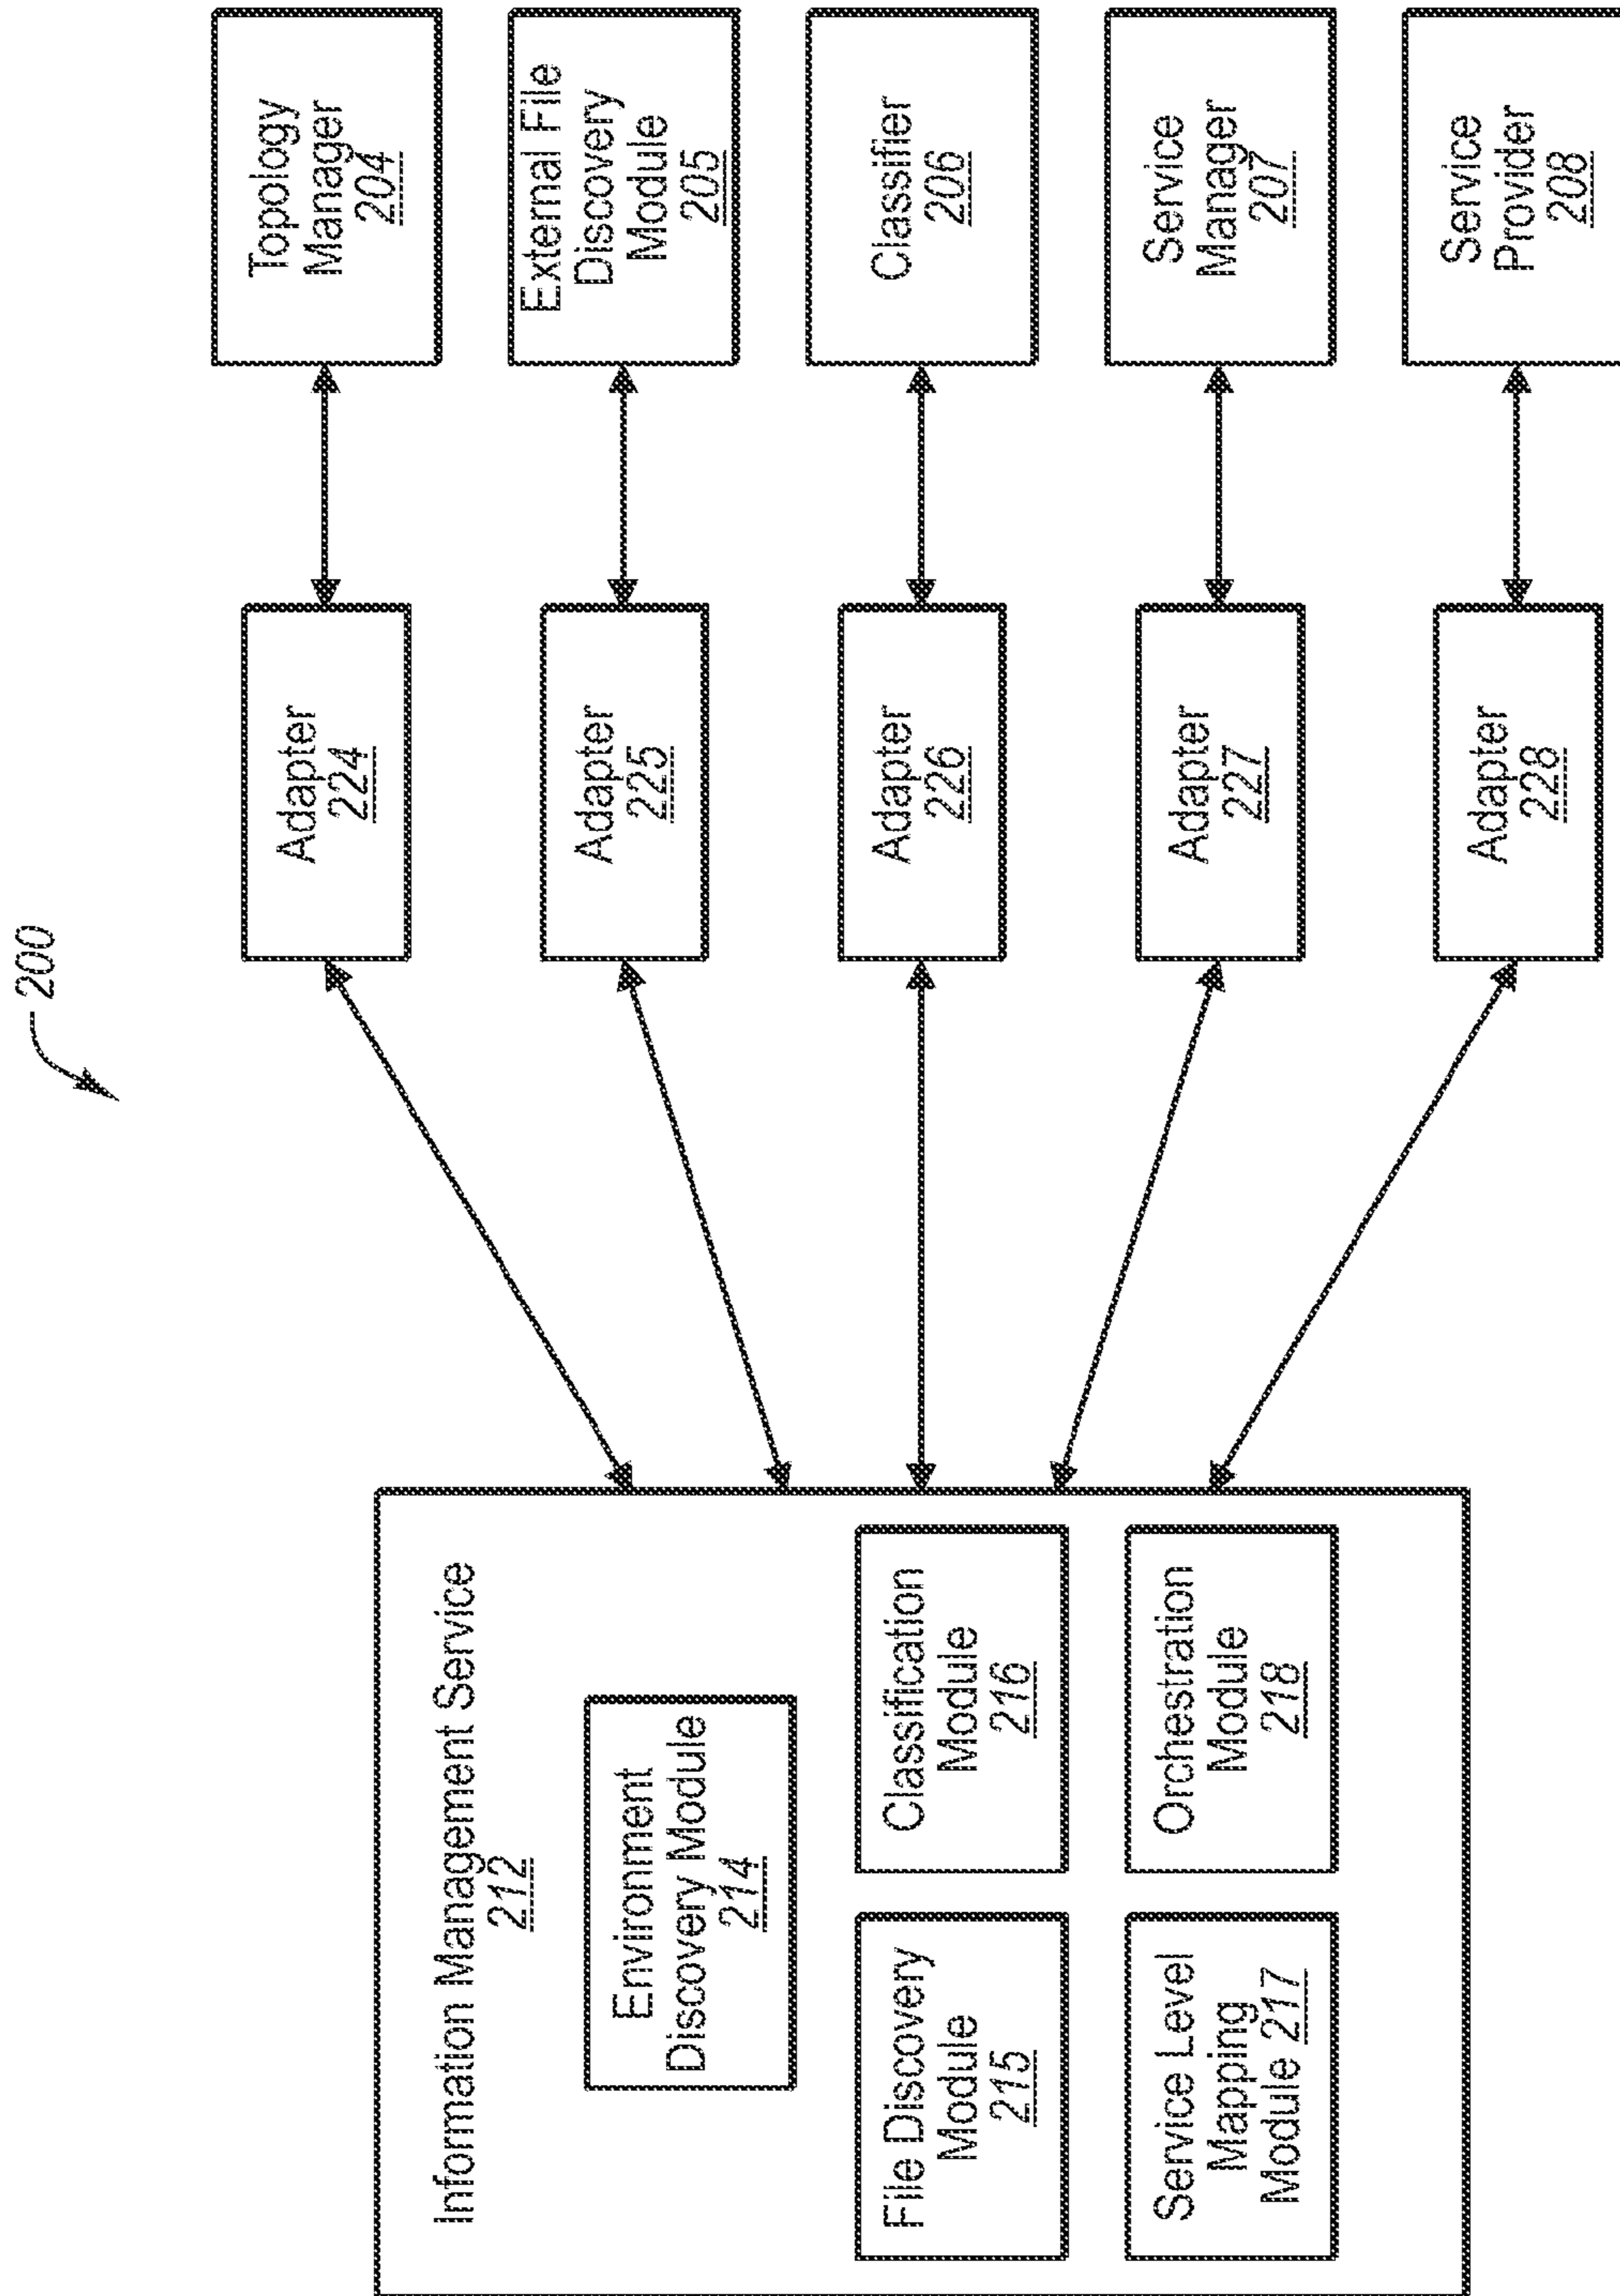 200
Information Management Service
212
Environment
Discovery Module
214
File Discovery
Module
215
Classification
Module
216
Service Level
Mapping
Module 217
Orchestration
Module
218
Adapter
224
Adapter
225
Adapter
226
Adapter
227
Adapter
228
Topology
Manager
204
External File
Discovery
Module
205
Classifier
206
Service
Manager
207
Service
Provider
208